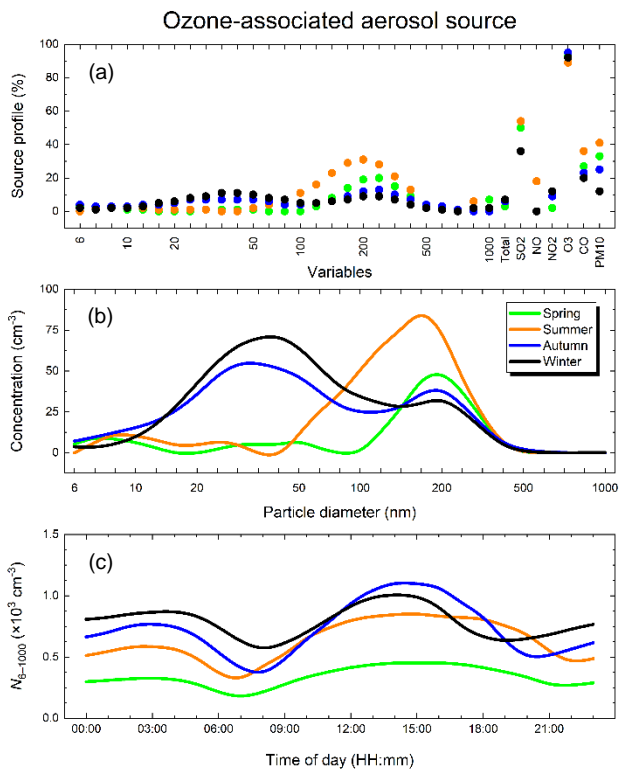 Ozone-associated aerosol source
(a)
Source profile (%)
100
80
60
40
20
0
6 10 20 50 100 200 500 1000 Total SO2 NO NO2 O3 CO PM10
Variables
(b)
Concentration (cm⁻³)
100
75
50
25
0
Spring
Summer
Autumn
Winter
6 10 20 50 100 200 500 1000
Particle diameter (nm)
(c)
N₆₋₁₀₀₀ (×10³ cm⁻³)
1.5
1.0
0.5
0.0
00:00 03:00 06:00 09:00 12:00 15:00 18:00 21:00
Time of day (HH:mm)